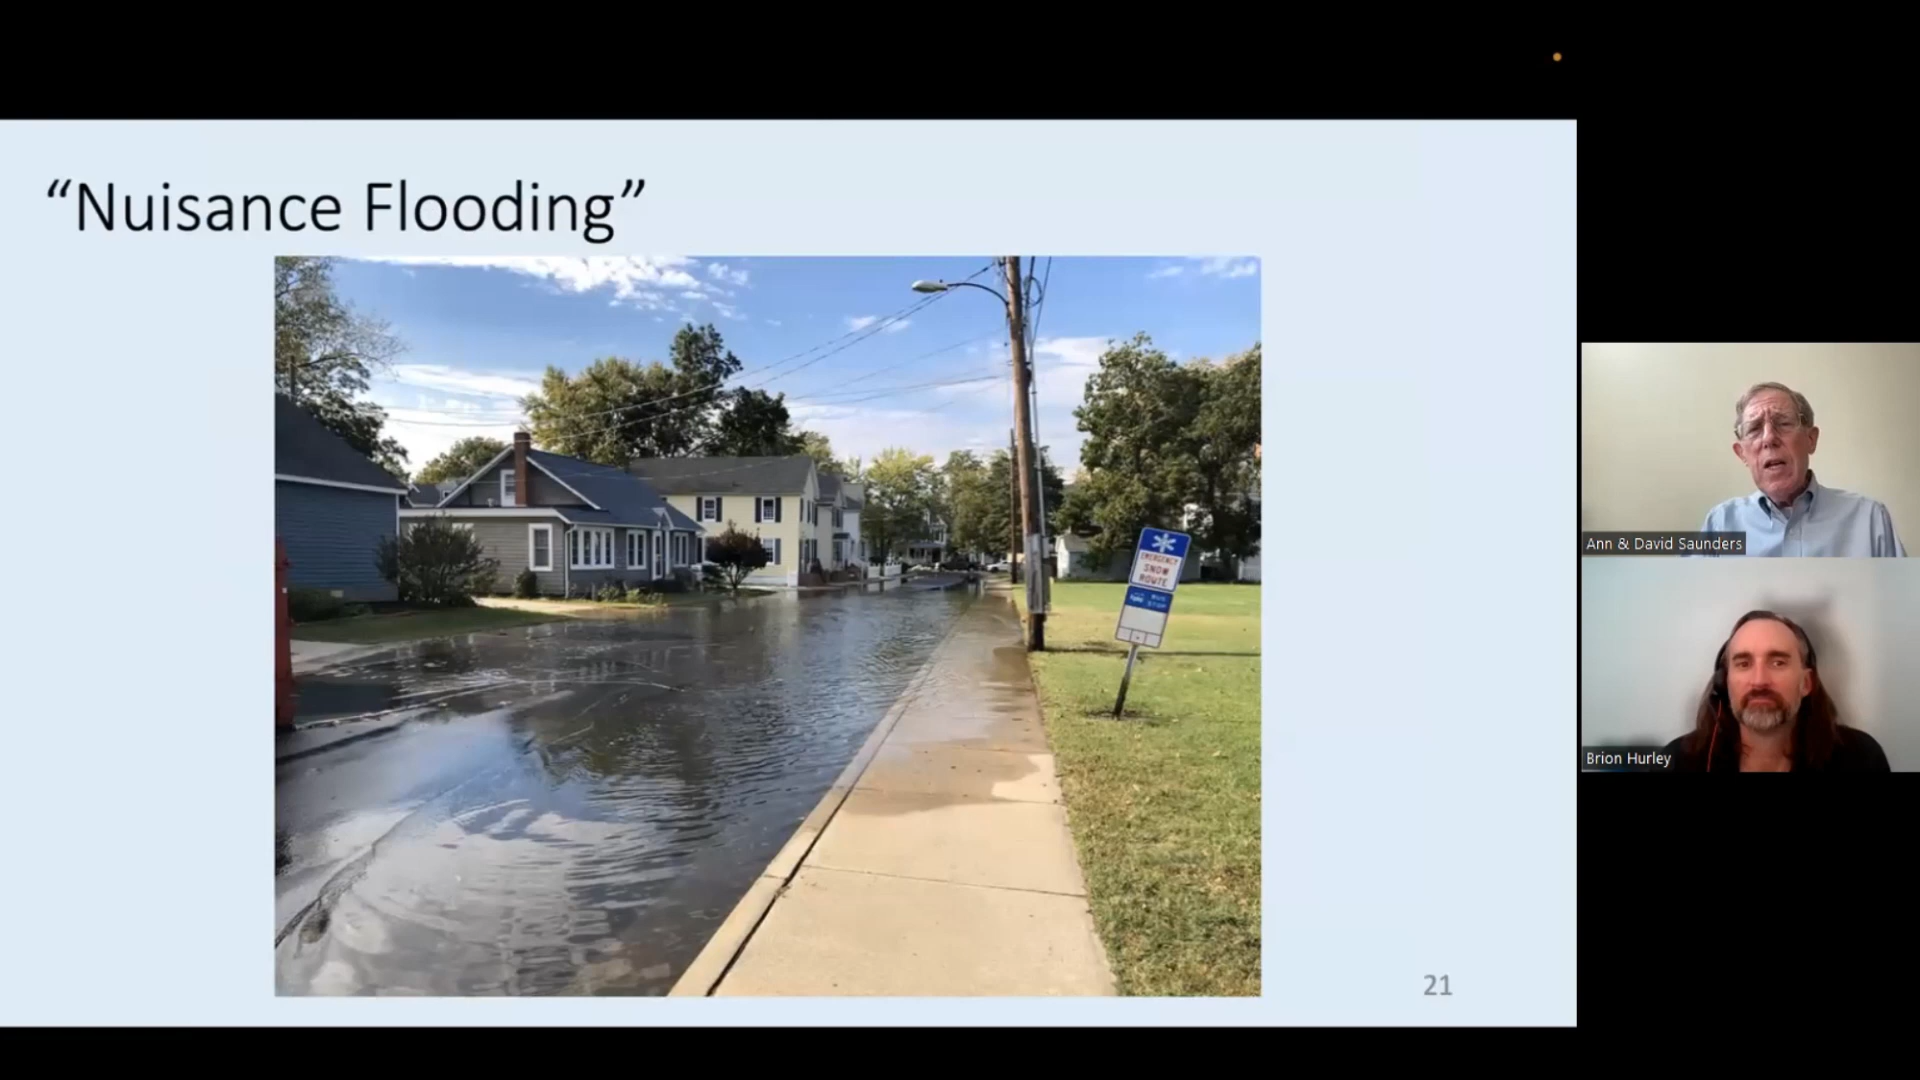 “Nuisance Flooding”
EMERGENCY
SNOW
ROUTE
BUS
STOP
21
Ann & David Saunders
Brion Hurley